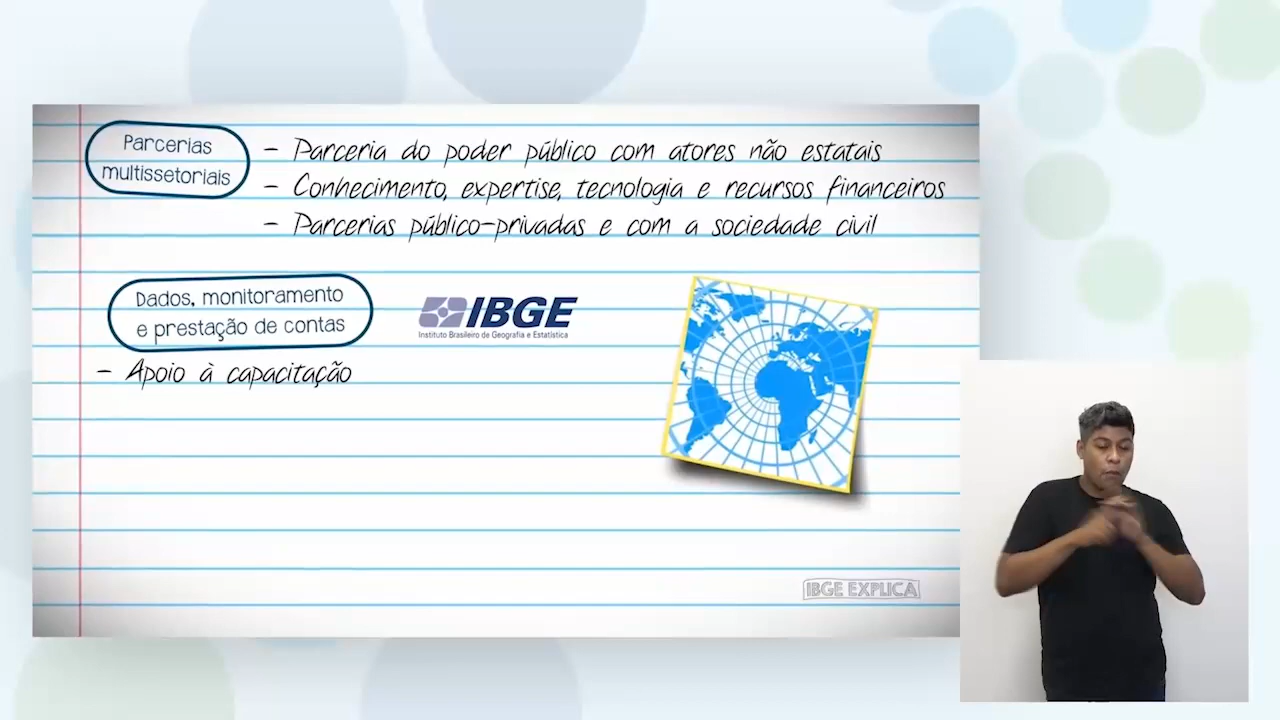 Parcerias
multissetoriais
- Parceria do poder público com atores não estatais
- Conhecimento, expertise, tecnologia e recursos financeiros
- Parcerias público-privadas e com a sociedade civil
Dados, monitoramento
e prestação de contas
IBGE
Instituto Brasileiro de Geografia e Estatística
- Apoio à capacitação
IBGE EXPLICA